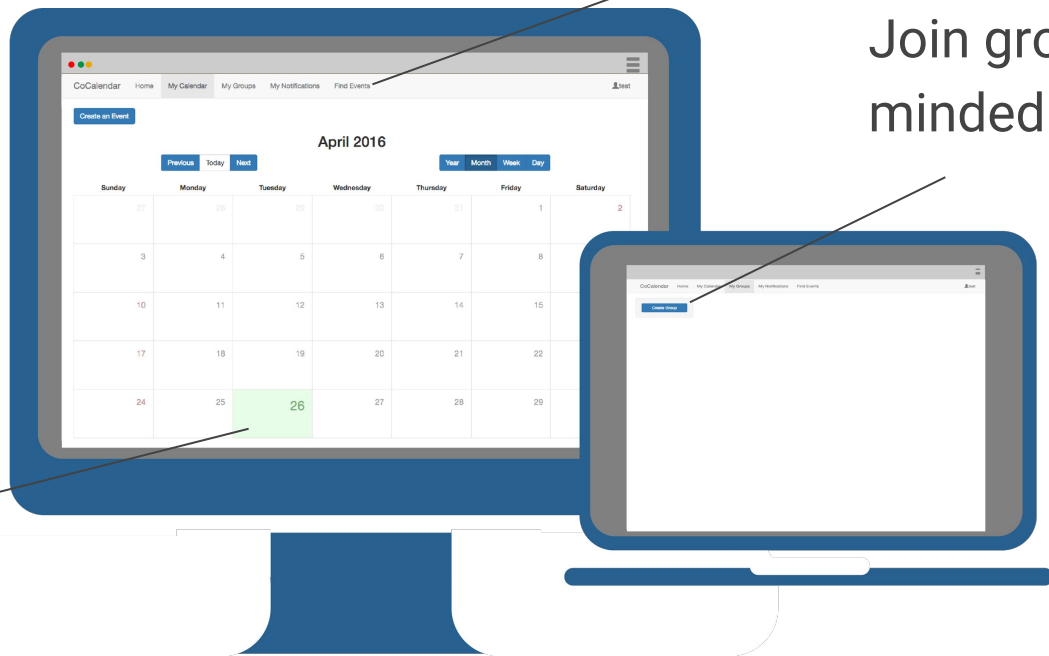 Join gro
minded
CoCalendar Home My Calendar My Groups My Notifications Find Events test
Create an Event
April 2016
Previous Today Next Year Month Week Day
Sunday Monday Tuesday Wednesday Thursday Friday Saturday
27 28 29 30 31 1 2
3 4 5 6 7 8
10 11 12 13 14 15
17 18 19 20 21 22
24 25 26 27 28 29
CoCalendar Home My Calendar My Groups My Notifications Find Events test
Create Group